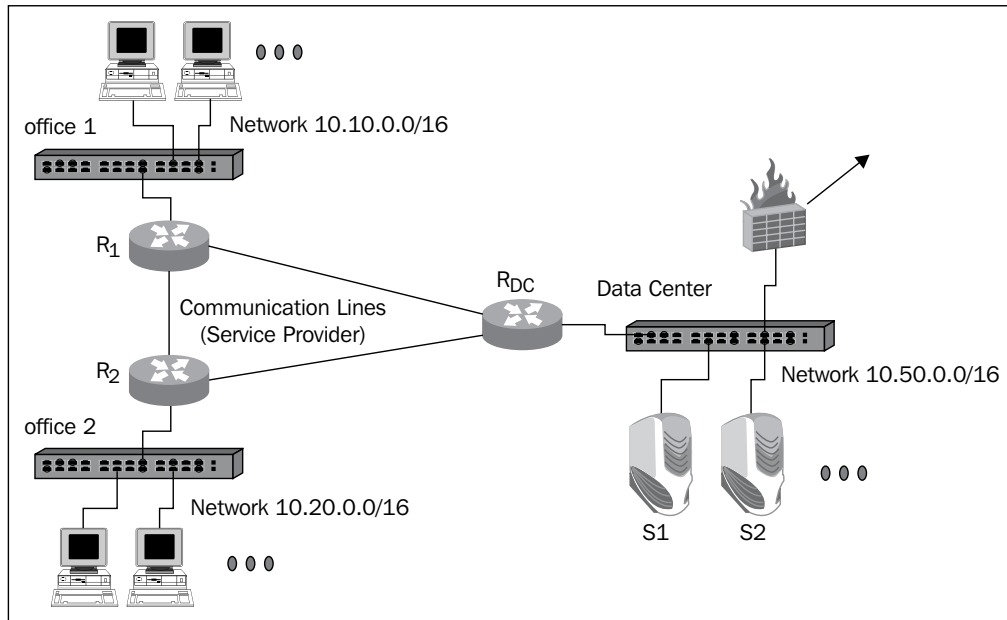 Network 10.10.0.0/16
office 1
R1
RDC
Data Center
Communication Lines
(Service Provider)
R2
Network 10.50.0.0/16
office 2
Network 10.20.0.0/16
S1
S2